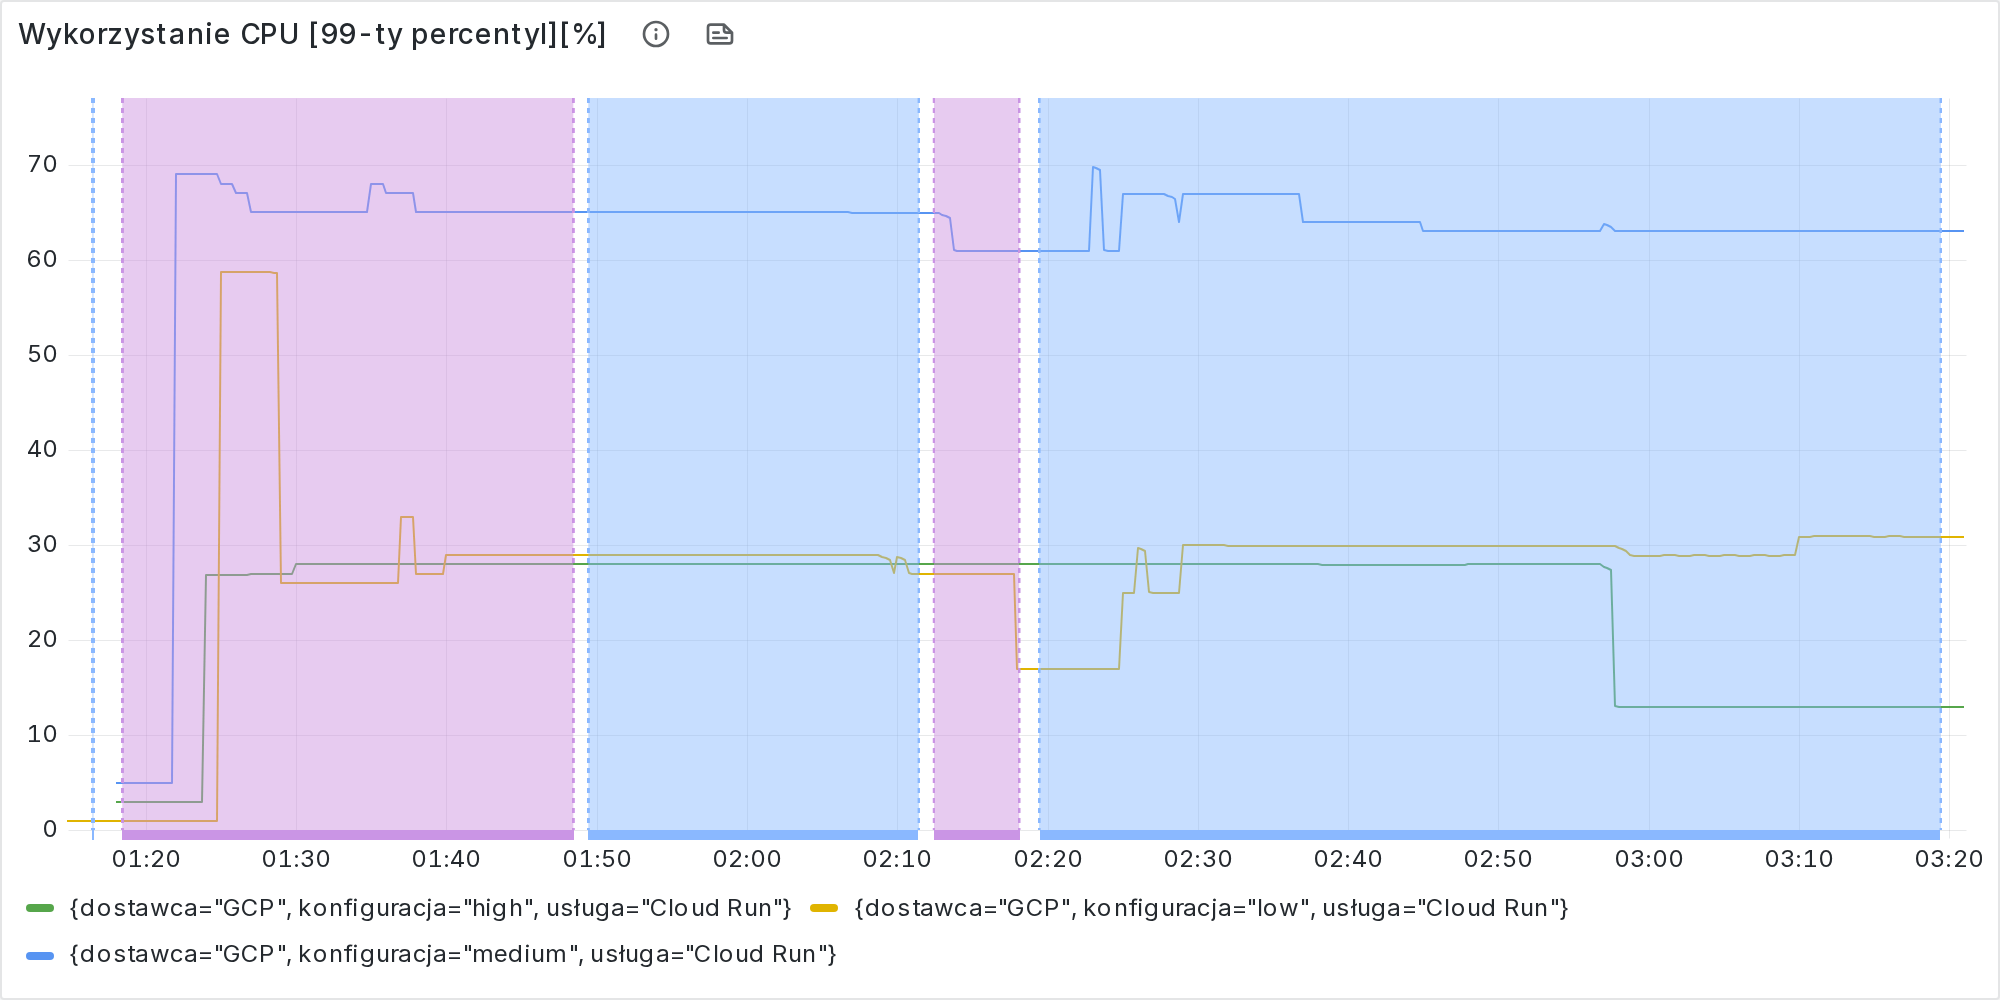 Wykorzystanie CPU [99-ty percentyl][%]
70
60
50
40
30
20
10
0
01:20 01:30 01:40 01:50 02:00 02:10 02:20 02:30 02:40 02:50 03:00 03:10 03:20
{dostawca="GCP", konfiguracja="high", usługa="Cloud Run"} {dostawca="GCP", konfiguracja="low", usługa="Cloud Run"}
{dostawca="GCP", konfiguracja="medium", usługa="Cloud Run"}